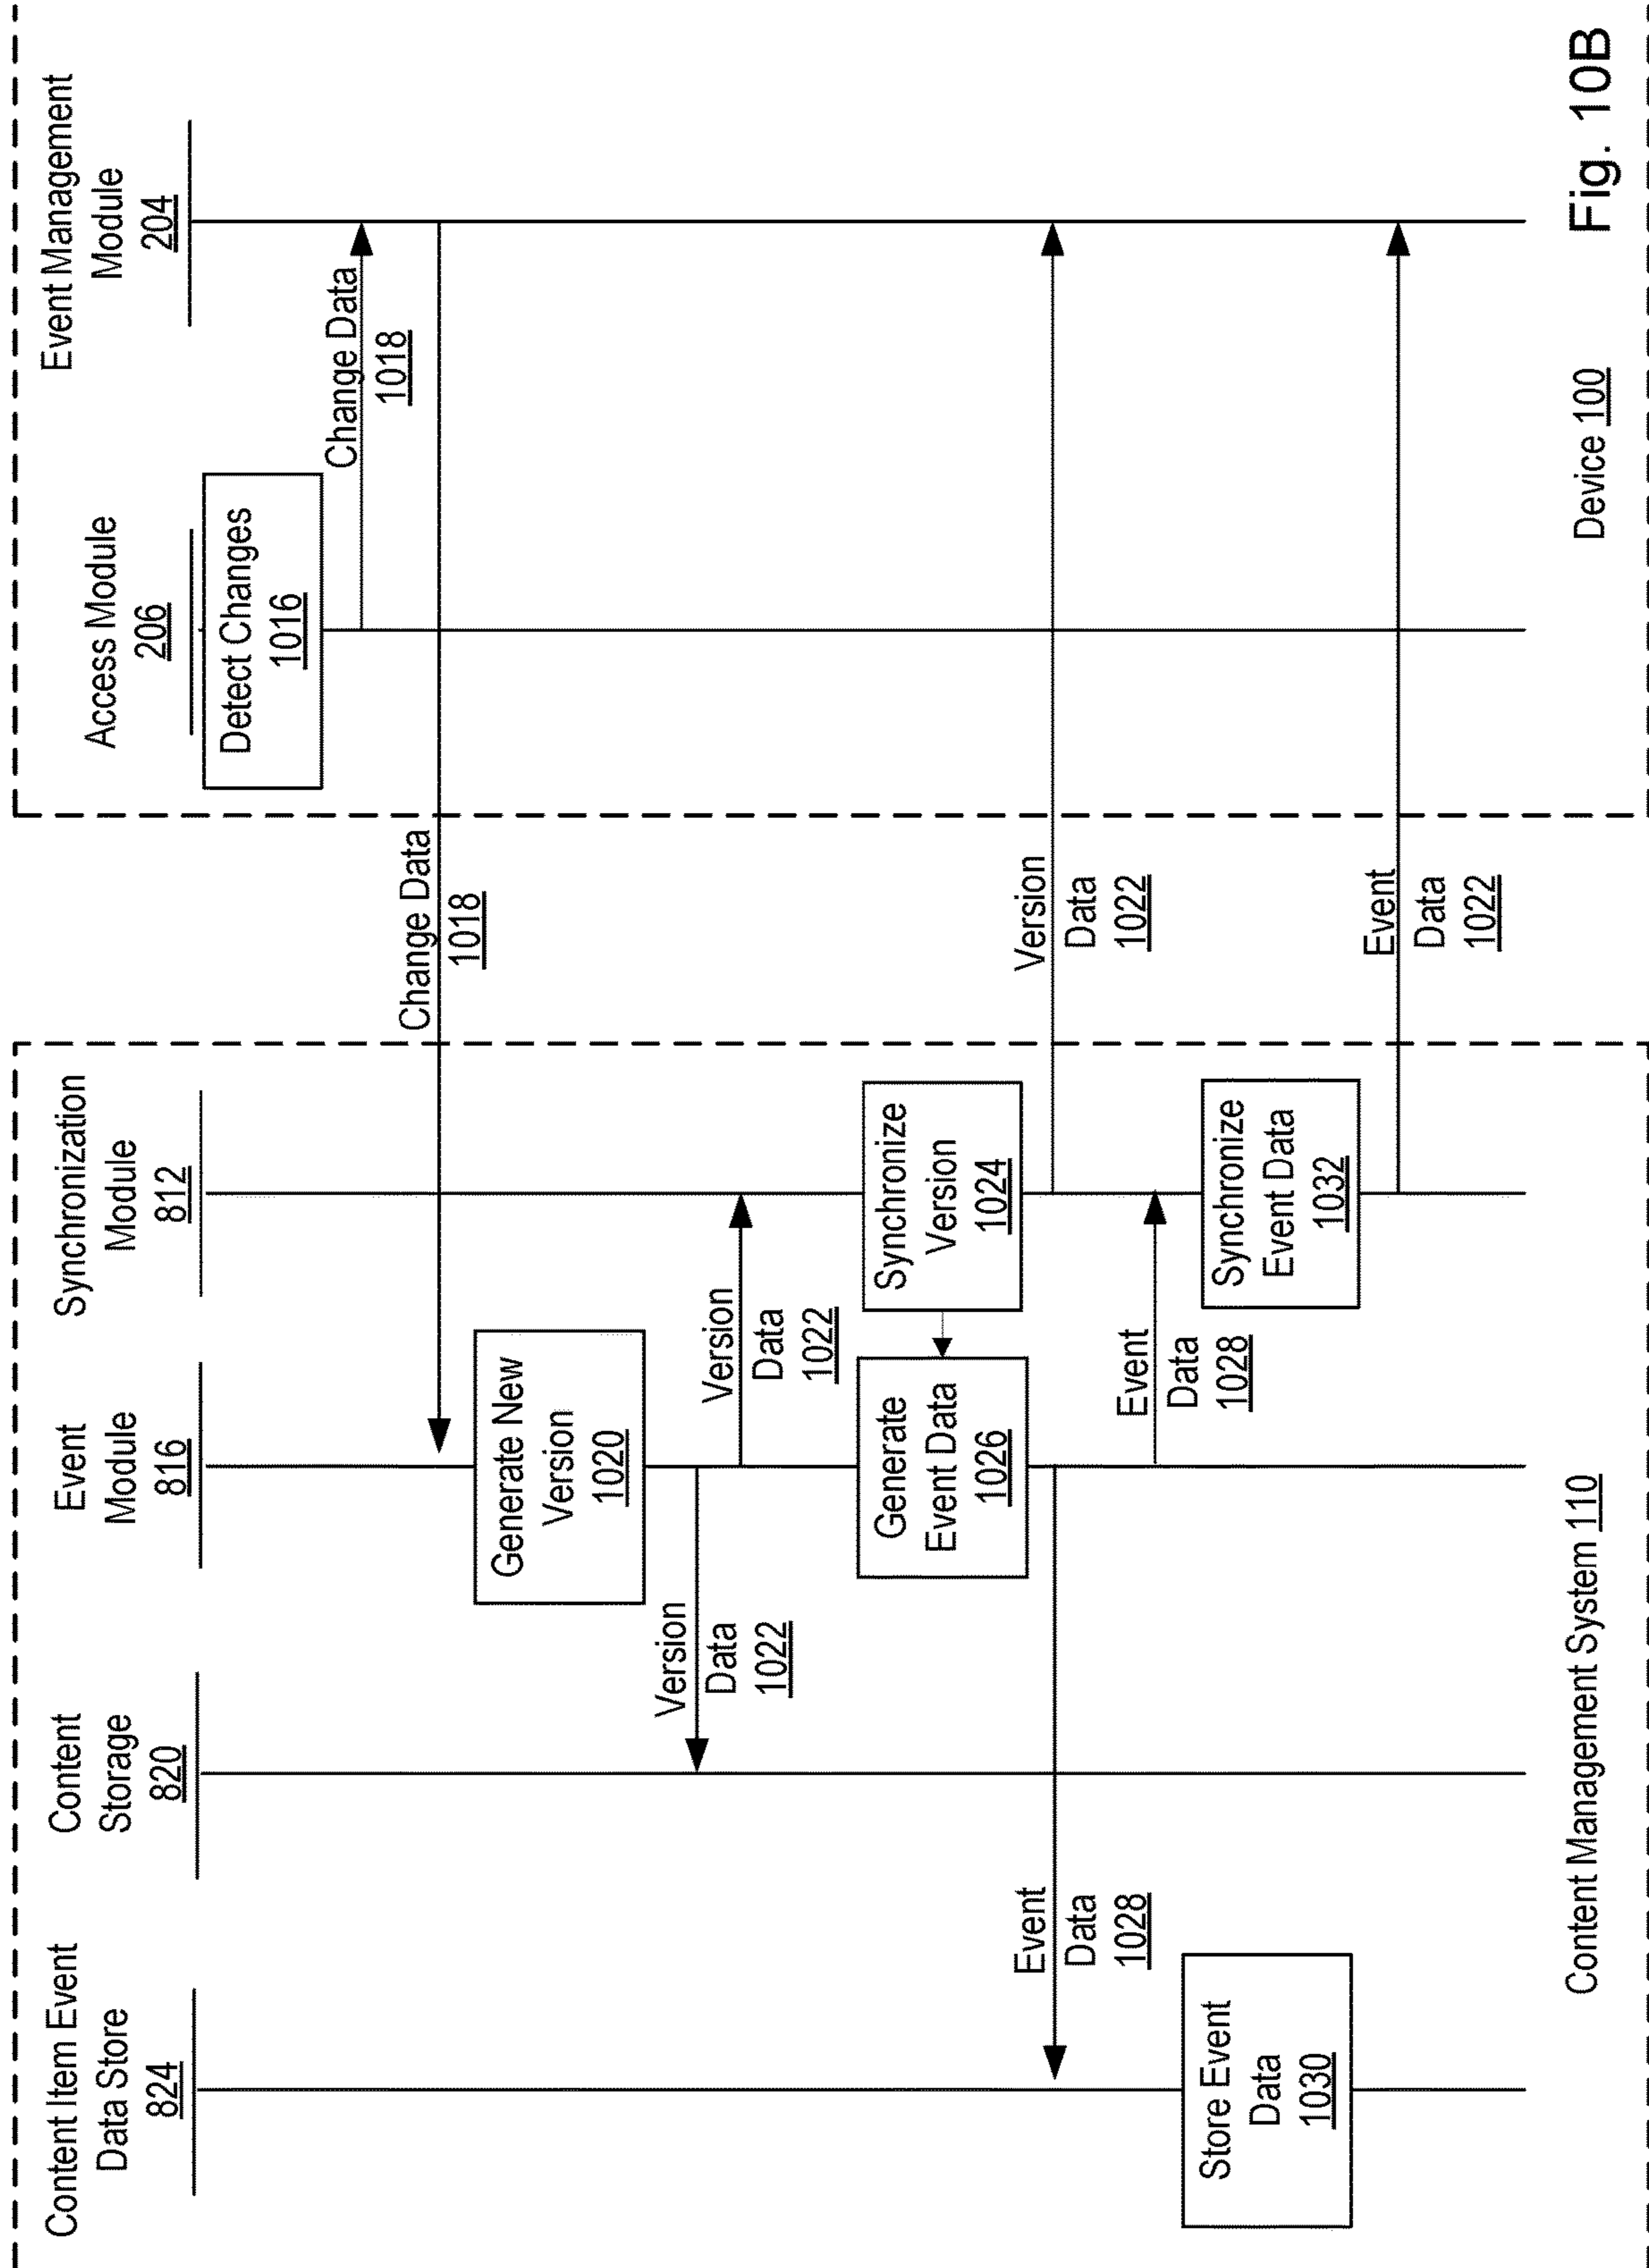 Content Item Event
Data Store
824
Content
Storage
820
Event
Module
816
Synchronization
Module
812
Access Module
206
Event Management
Module
204
Detect Changes
1016
Change Data
1018
Change Data
1018
Generate New
Version
1020
Version
Data
1022
Version
Data
1022
Synchronize
Version
1024
Generate
Event Data
1026
Version
Data
1022
Event
Data
1028
Event
Data
1028
Store Event
Data
1030
Synchronize
Event Data
1032
Event
Data
1022
Content Management System 110
Device 100
Fig. 10B